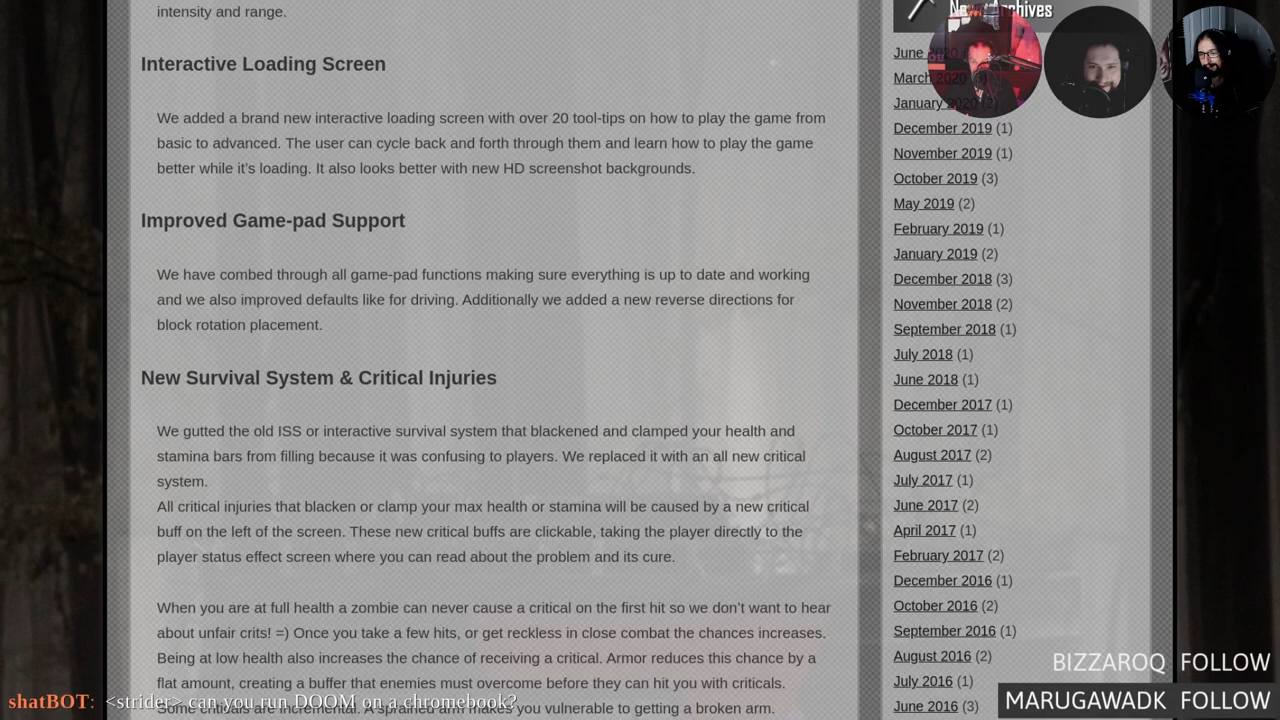 intensity and range.
Interactive Loading Screen
We added a brand new interactive loading screen with over 20 tool-tips on how to play the game from
basic to advanced. The user can cycle back and forth through them and learn how to play the game
better while it’s loading. It also looks better with new HD screenshot backgrounds.
Improved Game-pad Support
We have combed through all game-pad functions making sure everything is up to date and working
and we also improved defaults like for driving. Additionally we added a new reverse directions for
block rotation placement.
New Survival System & Critical Injuries
We gutted the old ISS or interactive survival system that blackened and clamped your health and
stamina bars from filling because it was confusing to players. We replaced it with an all new critical
system.
All critical injuries that blacken or clamp your max health or stamina will be caused by a new critical
buff on the left of the screen. These new critical buffs are clickable, taking the player directly to the
player status effect screen where you can read about the problem and its cure.
When you are at full health a zombie can never cause a critical on the first hit so we don’t want to hear
about unfair crits! =) Once you take a few hits, or get reckless in close combat the chances increases.
Being at low health also increases the chance of receiving a critical. Armor reduces this chance by a
flat amount, creating a buffer that enemies must overcome before they can hit you with criticals.
Some criticals are incremental. A sprained arm makes you vulnerable to getting a broken arm.
shatBOT: <strider> can you run DOOM on a chromebook?
Archives
June 2020
March 2020
January 2020 (2)
December 2019 (1)
November 2019 (1)
October 2019 (3)
May 2019 (2)
February 2019 (1)
January 2019 (2)
December 2018 (3)
November 2018 (2)
September 2018 (1)
July 2018 (1)
June 2018 (1)
December 2017 (1)
October 2017 (1)
August 2017 (2)
July 2017 (1)
June 2017 (2)
April 2017 (1)
February 2017 (2)
December 2016 (1)
October 2016 (2)
September 2016 (1)
August 2016 (2)
July 2016 (1)
June 2016 (3)
BIZZAROQ FOLLOW
MARUGAWADK FOLLOW